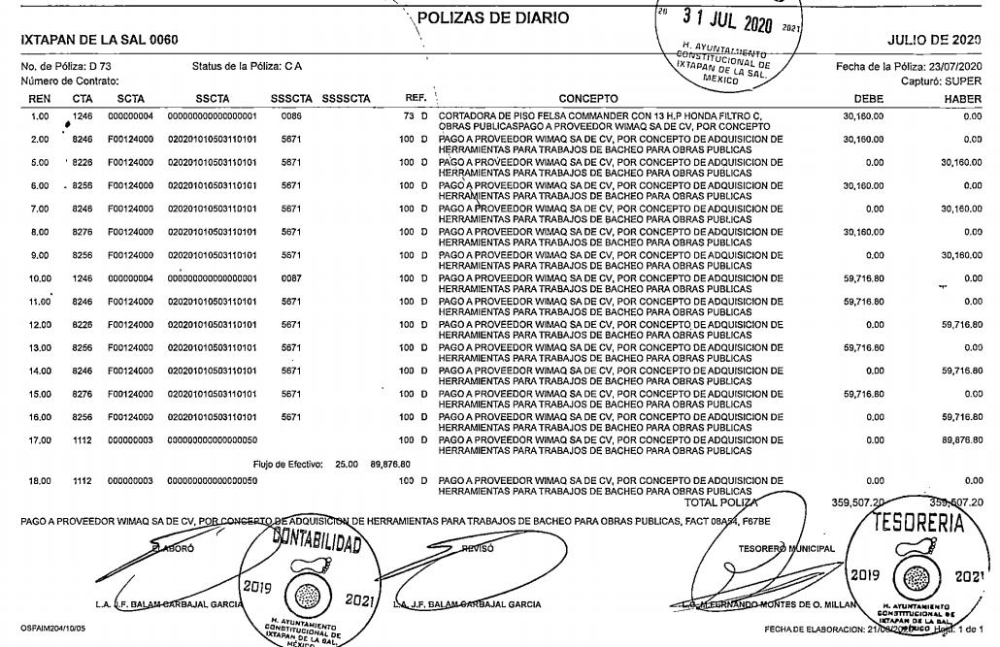 POLIZAS DE DIARIO
20 31 JUL 2020 2021
H. AYUNTAMIENTO
CONSTITUCIONAL DE
IXTAPAN DE LA SAL,
MEXICO
IXTAPAN DE LA SAL 0060 JULIO DE 2020
No. de Póliza: D 73 Status de la Póliza: C A Fecha de la Póliza: 23/07/2020
Número de Contrato: Capturó: SUPER
REN CTA SCTA SSCTA SSSCTA SSSSCTA REF. CONCEPTO DEBE HABER
1.00 1246 000000004 000000000000000001 0086 73 D CORTADORA DE PISO FELSA COMMANDER CON 13 H.P HONDA FILTRO C, 30,160.00 0.00
OBRAS PUBLICASPAGO A PROVEEDOR WIMAQ SA DE CV, POR CONCEPTO
2.00 8246 F00124000 020201010503110101 5671 100 D PAGO A PROVEEDOR WIMAQ SA DE CV, POR CONCEPTO DE ADQUISICION DE 30,160.00 0.00
HERRAMIENTAS PARA TRABAJOS DE BACHEO PARA OBRAS PUBLICAS
5.00 8226 F00124000 020201010503110101 5671 100 D PAGO A PROVEEDOR WIMAQ SA DE CV, POR CONCEPTO DE ADQUISICION DE 0.00 30,160.00
HERRAMIENTAS PARA TRABAJOS DE BACHEO PARA OBRAS PUBLICAS
6.00 8256 F00124000 020201010503110101 5671 100 D PAGO A PROVEEDOR WIMAQ SA DE CV, POR CONCEPTO DE ADQUISICION DE 30,160.00 0.00
HERRAMIENTAS PARA TRABAJOS DE BACHEO PARA OBRAS PUBLICAS
7.00 8246 F00124000 020201010503110101 5671 100 D PAGO A PROVEEDOR WIMAQ SA DE CV, POR CONCEPTO DE ADQUISICION DE 0.00 30,160.00
HERRAMIENTAS PARA TRABAJOS DE BACHEO PARA OBRAS PUBLICAS
8.00 8276 F00124000 020201010503110101 5671 100 D PAGO A PROVEEDOR WIMAQ SA DE CV, POR CONCEPTO DE ADQUISICION DE 30,160.00 0.00
HERRAMIENTAS PARA TRABAJOS DE BACHEO PARA OBRAS PUBLICAS
9.00 8256 F00124000 020201010503110101 5671 100 D PAGO A PROVEEDOR WIMAQ SA DE CV, POR CONCEPTO DE ADQUISICION DE 0.00 30,160.00
HERRAMIENTAS PARA TRABAJOS DE BACHEO PARA OBRAS PUBLICAS
10.00 1246 000000004 000000000000000001 0087 100 D PAGO A PROVEEDOR WIMAQ SA DE CV, POR CONCEPTO DE ADQUISICION DE 59,716.80 0.00
HERRAMIENTAS PARA TRABAJOS DE BACHEO PARA OBRAS PUBLICAS
11.00 8246 F00124000 020201010503110101 5671 100 D PAGO A PROVEEDOR WIMAQ SA DE CV, POR CONCEPTO DE ADQUISICION DE 59,716.80 0.00
HERRAMIENTAS PARA TRABAJOS DE BACHEO PARA OBRAS PUBLICAS
12.00 8226 F00124000 020201010503110101 5671 100 D PAGO A PROVEEDOR WIMAQ SA DE CV, POR CONCEPTO DE ADQUISICION DE 0.00 59,716.80
HERRAMIENTAS PARA TRABAJOS DE BACHEO PARA OBRAS PUBLICAS
13.00 8256 F00124000 020201010503110101 5671 100 D PAGO A PROVEEDOR WIMAQ SA DE CV, POR CONCEPTO DE ADQUISICION DE 59,716.80 0.00
HERRAMIENTAS PARA TRABAJOS DE BACHEO PARA OBRAS PUBLICAS
14.00 8246 F00124000 020201010503110101 5671 100 D PAGO A PROVEEDOR WIMAQ SA DE CV, POR CONCEPTO DE ADQUISICION DE 0.00 59,716.80
HERRAMIENTAS PARA TRABAJOS DE BACHEO PARA OBRAS PUBLICAS
15.00 8276 F00124000 020201010503110101 5671 100 D PAGO A PROVEEDOR WIMAQ SA DE CV, POR CONCEPTO DE ADQUISICION DE 59,716.80 0.00
HERRAMIENTAS PARA TRABAJOS DE BACHEO PARA OBRAS PUBLICAS
16.00 8256 F00124000 020201010503110101 5671 100 D PAGO A PROVEEDOR WIMAQ SA DE CV, POR CONCEPTO DE ADQUISICION DE 0.00 59,716.80
HERRAMIENTAS PARA TRABAJOS DE BACHEO PARA OBRAS PUBLICAS
17.00 1112 000000003 000000000000000050 100 D PAGO A PROVEEDOR WIMAQ SA DE CV, POR CONCEPTO DE ADQUISICION DE 0.00 89,876.80
HERRAMIENTAS PARA TRABAJOS DE BACHEO PARA OBRAS PUBLICAS
Flujo de Efectivo: 25.00 89,876.80
18.00 1112 000000003 000000000000000050 100 D PAGO A PROVEEDOR WIMAQ SA DE CV, POR CONCEPTO DE ADQUISICION DE 0.00 0.00
HERRAMIENTAS PARA TRABAJOS DE BACHEO PARA OBRAS PUBLICAS
TOTAL POLIZA 359,507.20 359,507.20
PAGO A PROVEEDOR WIMAQ SA DE CV, POR CONCEPTO DE ADQUISICION DE HERRAMIENTAS PARA TRABAJOS DE BACHEO PARA OBRAS PUBLICAS, FACT 08A54, F67BE
ELABORÓ REVISÓ TESORERO MUNICIPAL
CONTABILIDAD
2019 2021
H. AYUNTAMIENTO
CONSTITUCIONAL DE
IXTAPAN DE LA SAL,
MÉXICO
TESORERIA
2019 2021
H. AYUNTAMIENTO
CONSTITUCIONAL DE
IXTAPAN DE LA SAL
L.A. J.F. BALAM CARBAJAL GARCIA L.A. J.F. BALAM CARBAJAL GARCIA FERNANDO MONTES DE O. MILLAN
OSFAIM204/10/05 FECHA DE ELABORACION: Hoja: 1 de 1